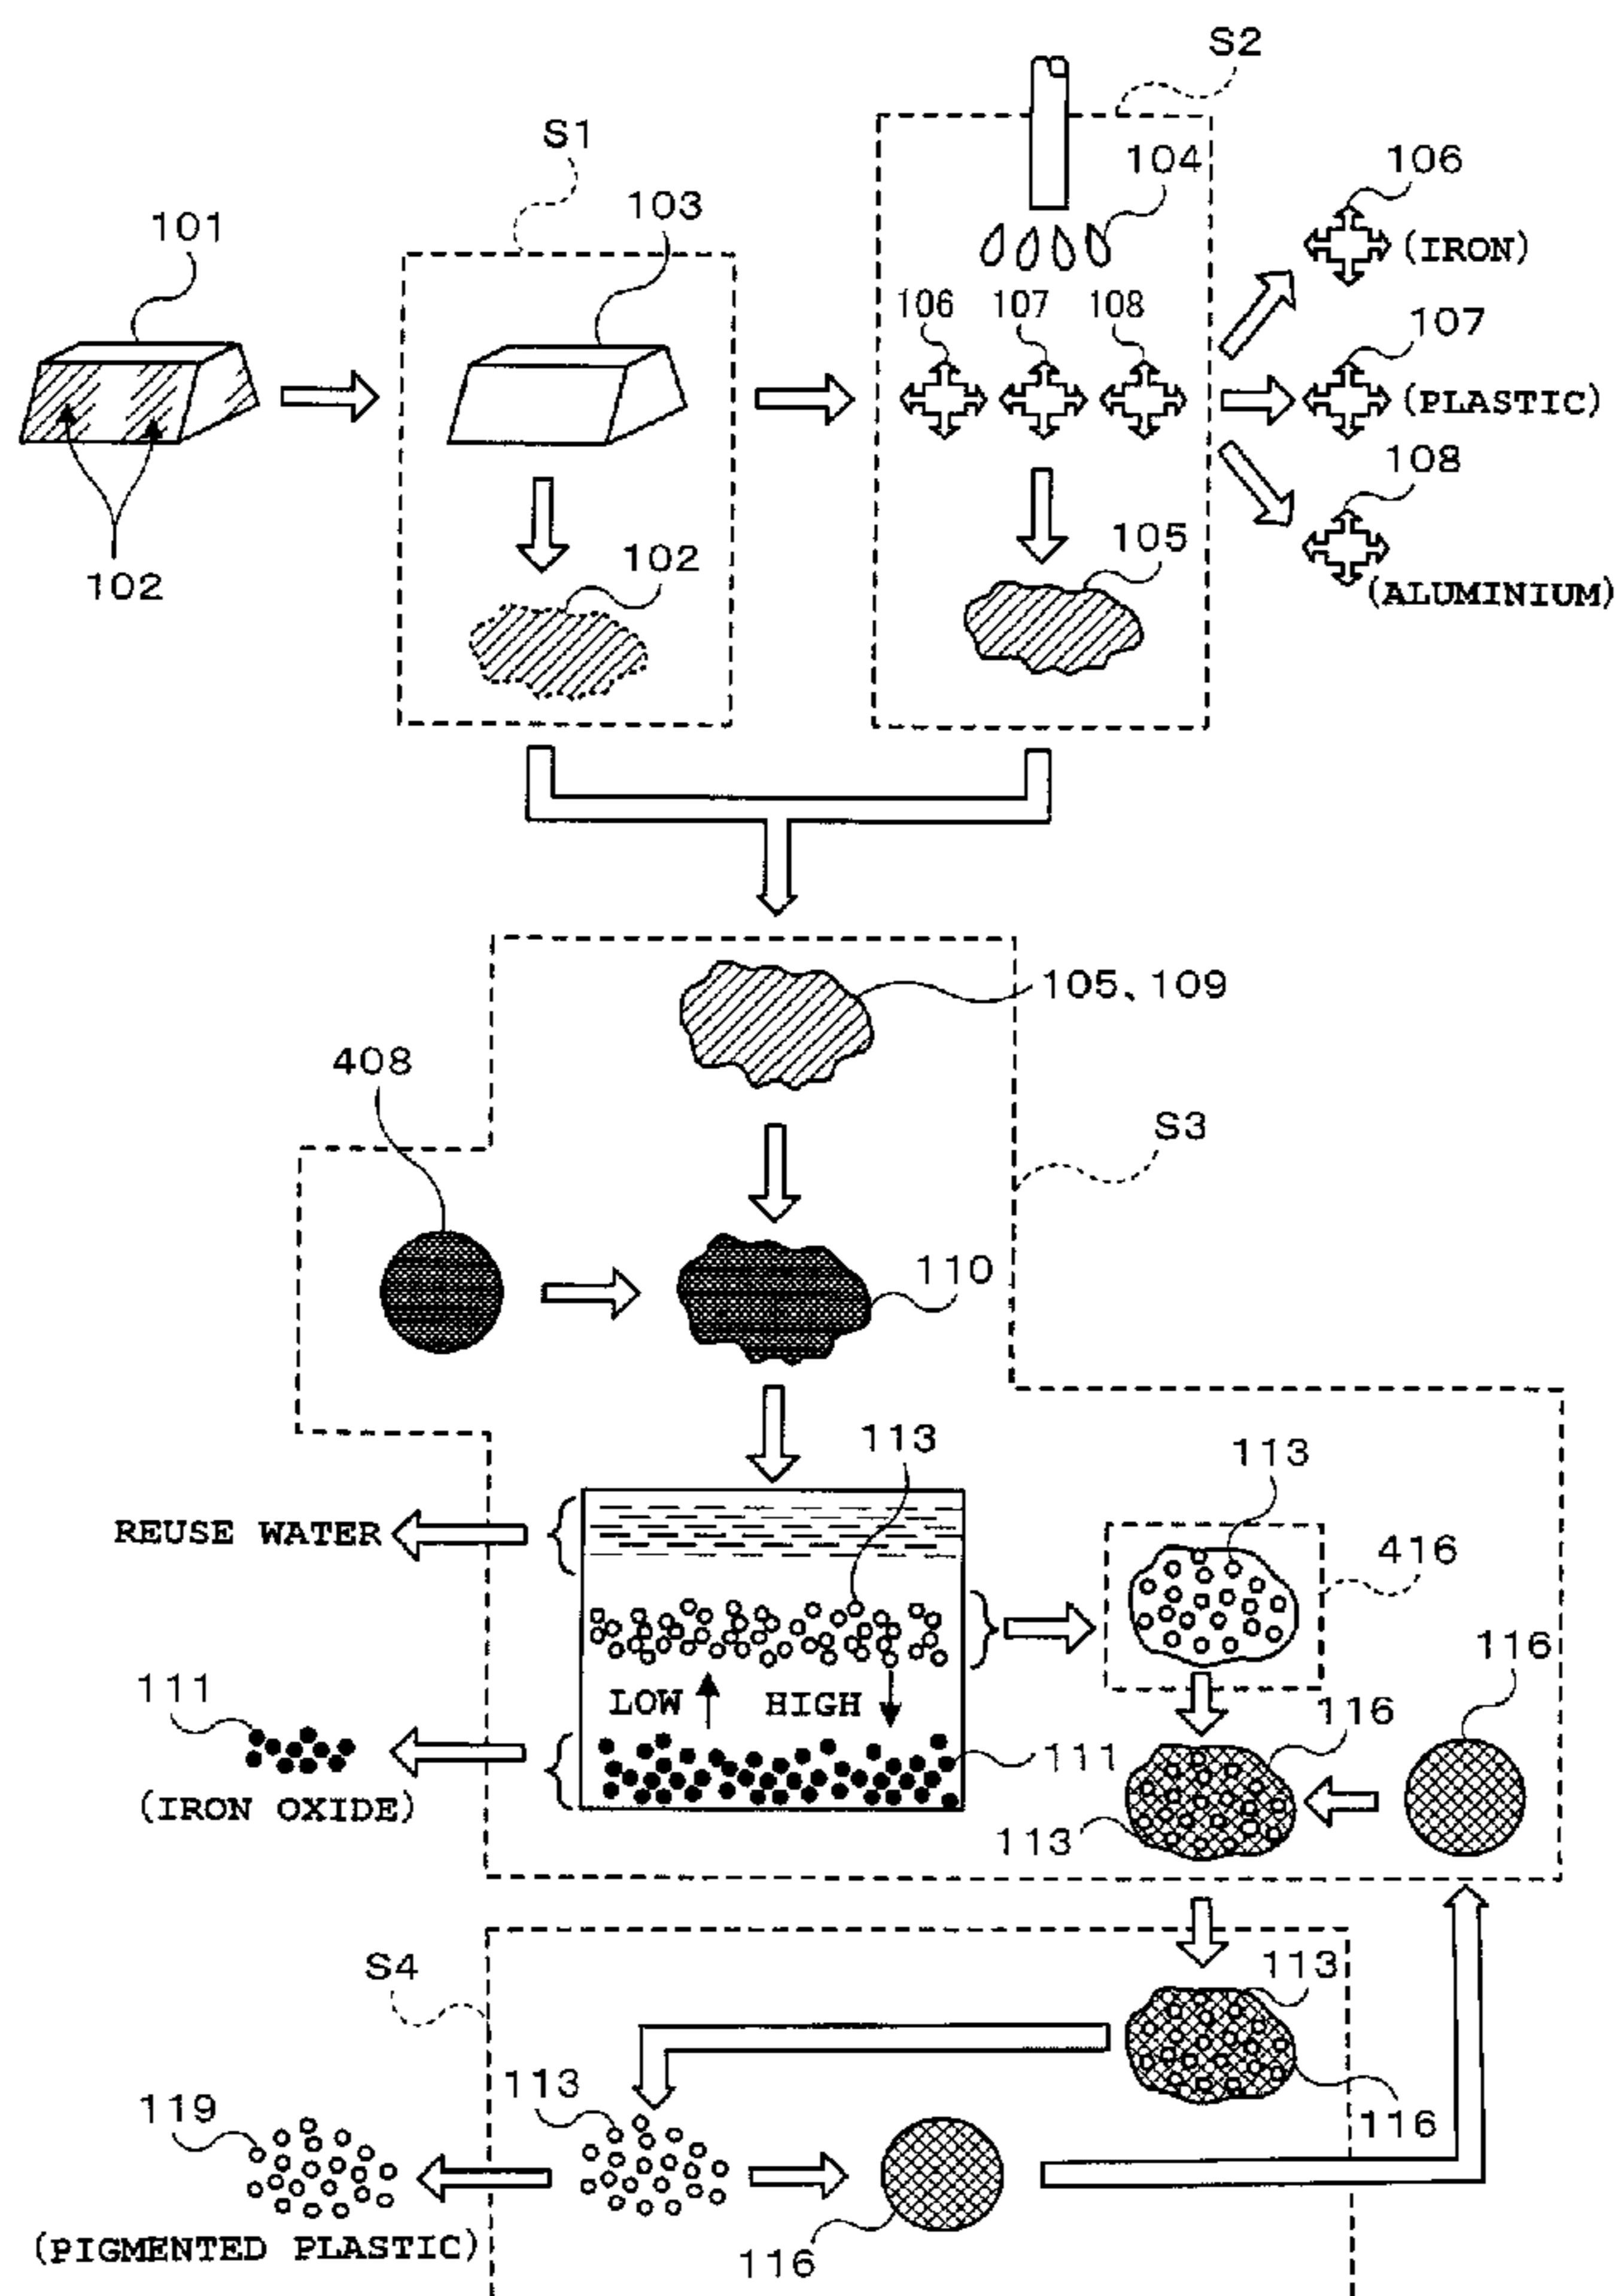 S2
S1
104
106
101
103
(IRON)
106 107 108
107
(PLASTIC)
108
102
102
105
(ALUMINIUM)
105、109
408
S3
110
113
113
REUSE WATER
416
116
111
LOW HIGH
116
111
(IRON OXIDE)
113
S4
113
113
119
116
(PIGMENTED PLASTIC)
116